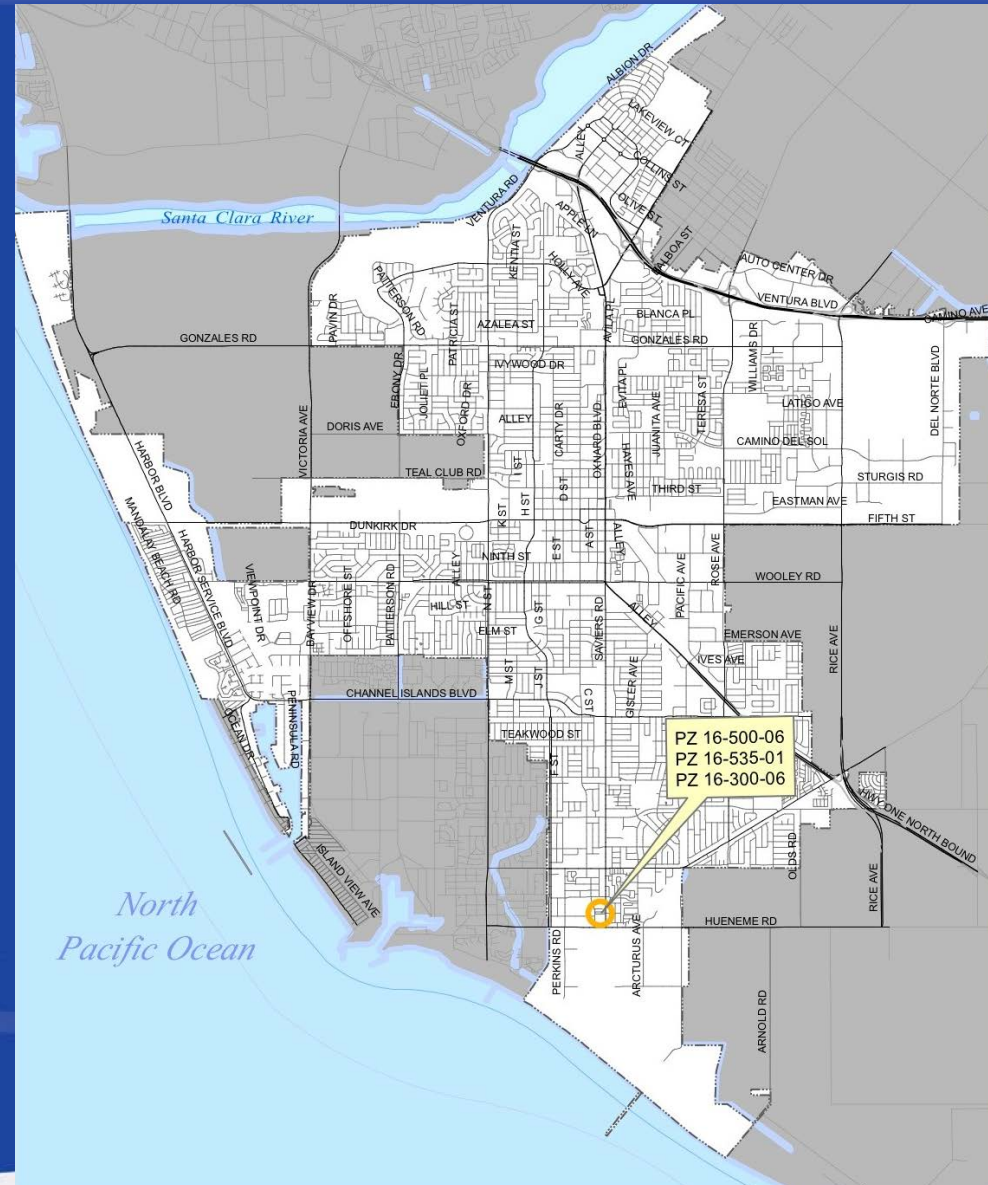 ALBION DR
LAKEVIEW CT
ALLEY
COLLINS ST
OLIVE ST
Santa Clara River
VENTURA RD
APPLE LN
KENTIA ST
HOLLY AVE
BALBOA ST
AUTO CENTER DR
VENTURA BLVD
CAMINO AVE
PATTERSON RD
PAVIN DR
PATRICIA ST
AZALEA ST
AVILA PL
BLANCA PL
GONZALES RD
GONZALES RD
WILLIAMS DR
DEL NORTE BLVD
IVYWOOD DR
EBONY DR
JOLIET PL
OXFORD DR
EVITA PL
JUANITA AVE
TERESA ST
LATIGO AVE
ALLEY
CARTY DR
OXNARD BLVD
DORIS AVE
VICTORIA AVE
CAMINO DEL SOL
HARBOR BLVD
TEAL CLUB RD
I ST
HAYES AVE
STURGIS RD
D ST
THIRD ST
EASTMAN AVE
H ST
K ST
FIFTH ST
MANDALAY BEACH RD
DUNKIRK DR
A ST
ALLEY
E ST
NINTH ST
HARBOR SERVICE BLVD
VIEWPOINT DR
OFFSHORE ST
PATTERSON RD
ALLEY
PACIFIC AVE
ROSE AVE
WOOLEY RD
BAYVIEW DR
HILL ST
N ST
G ST
SAVIERS RD
ALLEY
ELM ST
EMERSON AVE
RICE AVE
IVES AVE
M ST
J ST
GISLER AVE
CHANNEL ISLANDS BLVD
C ST
PENINSULA RD
OCEAN DR
TEAKWOOD ST
F ST
PZ 16-500-06
PZ 16-535-01
PZ 16-300-06
HWY ONE NORTH BOUND
ISLAND VIEW AVE
OLDS RD
RICE AVE
North
Pacific Ocean
HUENEME RD
PERKINS RD
ARCTURUS AVE
ARNOLD RD